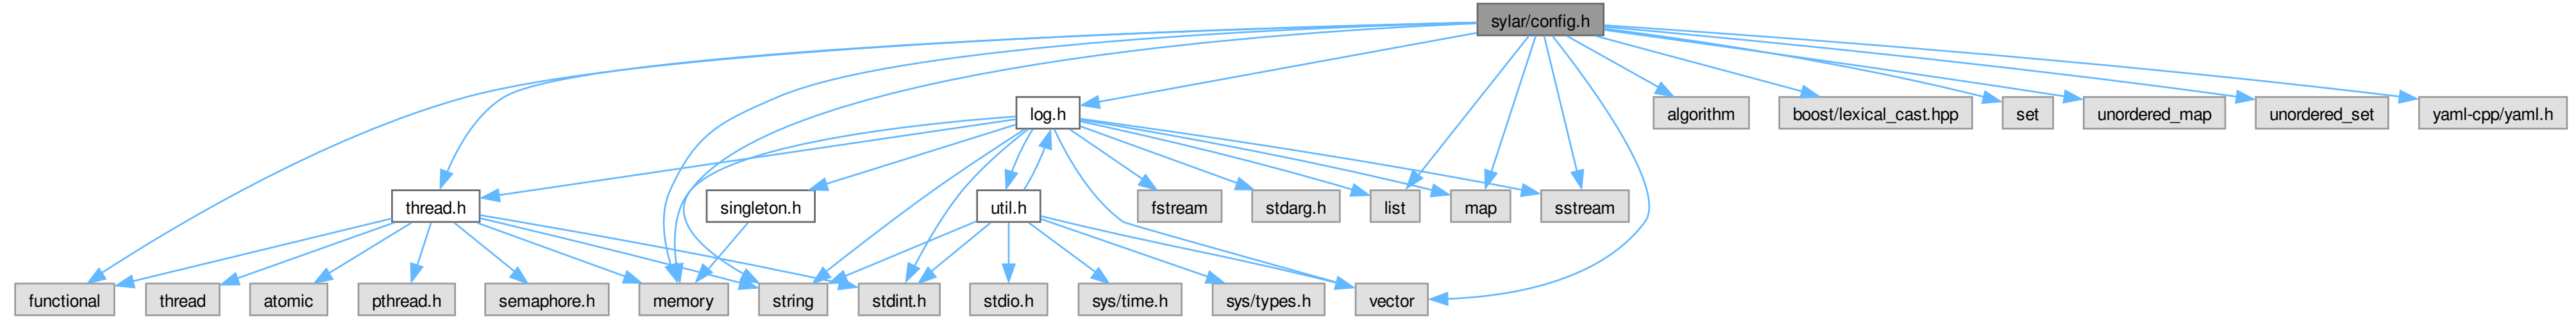 sylar/config.h
log.h
algorithm
boost/lexical_cast.hpp
set
unordered_map
unordered_set
yaml-cpp/yaml.h
thread.h
singleton.h
util.h
fstream
stdarg.h
list
map
sstream
functional
thread
atomic
pthread.h
semaphore.h
memory
string
stdint.h
stdio.h
sys/time.h
sys/types.h
vector